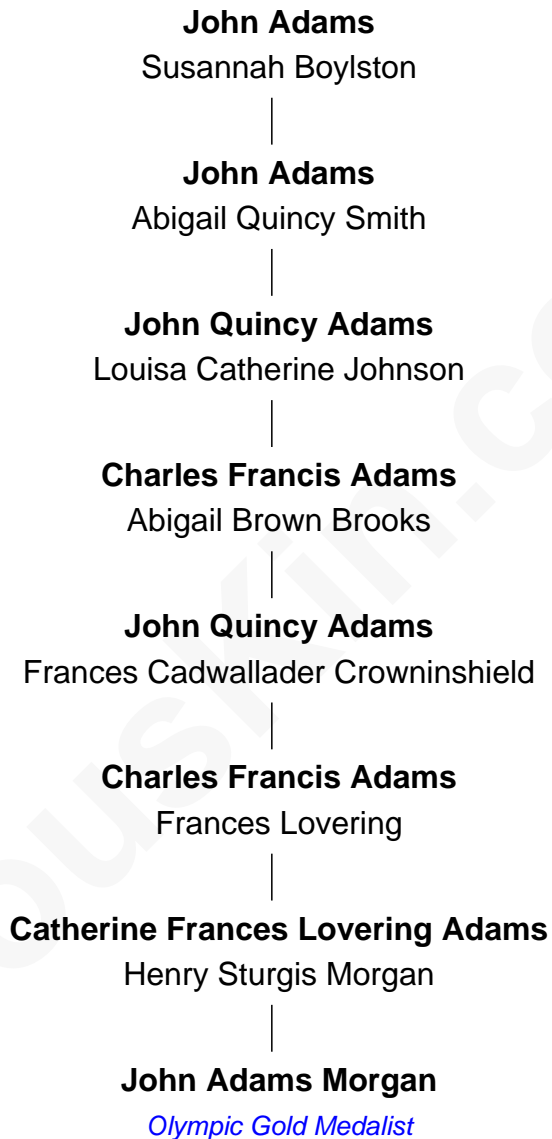 John Adams
Susannah Boylston
John Adams
Abigail Quincy Smith
John Quincy Adams
Louisa Catherine Johnson
Charles Francis Adams
Abigail Brown Brooks
John Quincy Adams
Frances Cadwallader Crowninshield
Charles Francis Adams
Frances Lovering
Catherine Frances Lovering Adams
Henry Sturgis Morgan
John Adams Morgan
Olympic Gold Medalist